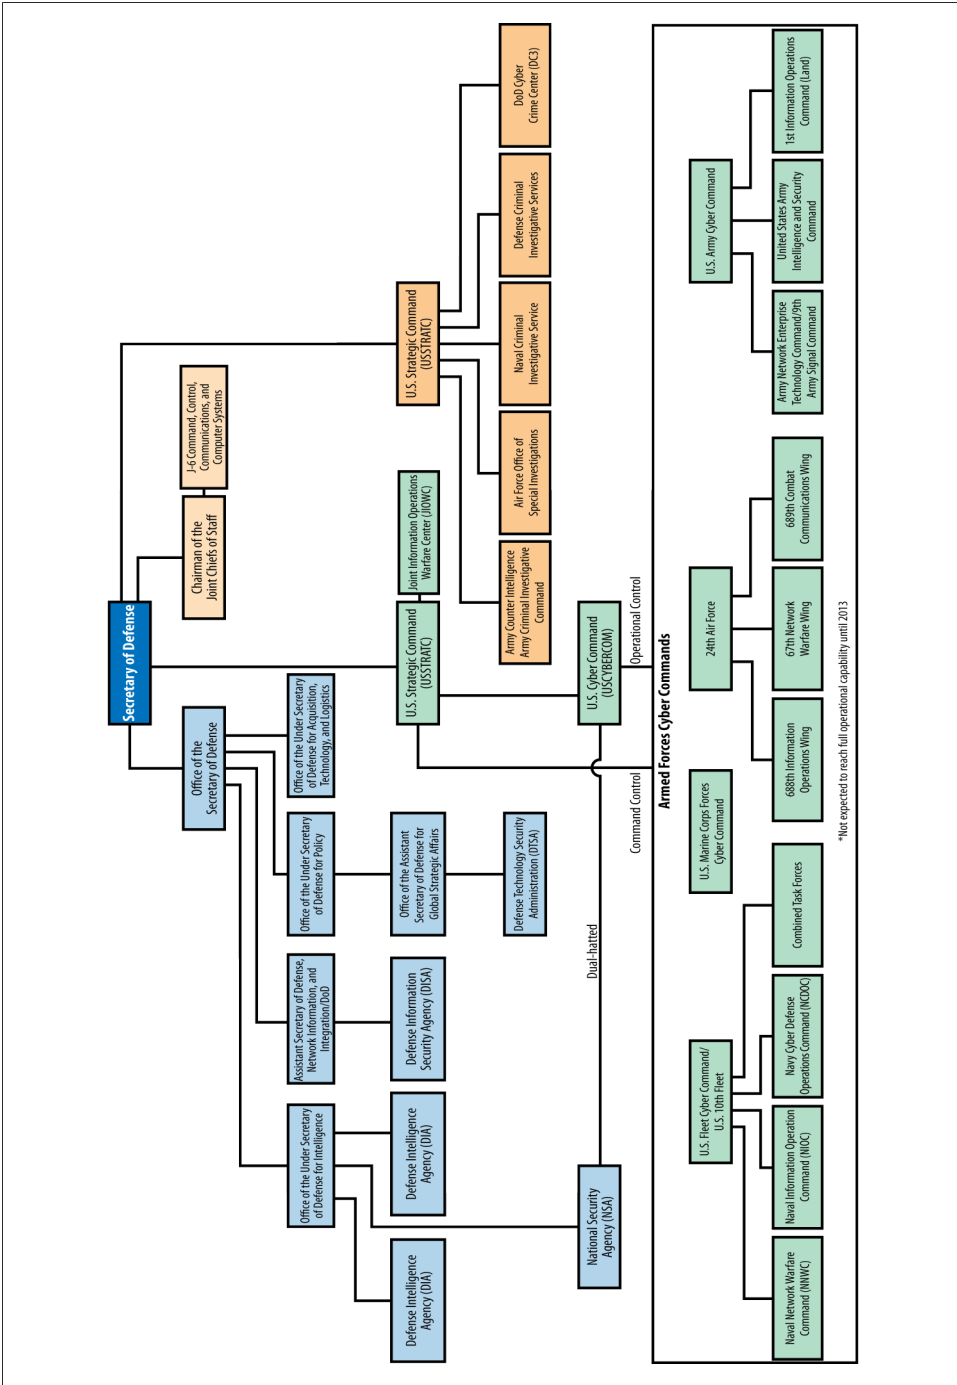 Secretary of Defense
Office of the
Secretary of Defense
Chairman of the
Joint Chiefs of Staff
J-6 Command, Control,
Communications, and
Computer Systems
Office of the Under Secretary
of Defense for Intelligence
Assistant Secretary of Defense,
Network Information, and
Integration/DoD
Office of the Under Secretary
of Defense for Policy
Office of the Under Secretary
of Defense for Acquisition,
Technology, and Logistics
Defense Intelligence
Agency (DIA)
Defense Intelligence
Agency (DIA)
Defense Information
Security Agency (DISA)
Office of the Assistant
Secretary of Defense for
Global Strategic Affairs
U.S. Strategic Command
(USSTRATC)
Joint Information Operations
Warfare Center (JIOWC)
U.S. Strategic Command
(USSTRATC)
Defense Technology Security
Administration (DTSA)
Army Counter Intelligence
Army Criminal Investigative
Command
Air Force Office of
Special Investigations
Naval Criminal
Investigative Service
Defense Criminal
Investigative Services
DoD Cyber
Crime Center (DC3)
National Security
Agency (NSA)
Dual-hatted
U.S. Cyber Command
(USCYBERCOM)
Command Control
Operational Control
Armed Forces Cyber Commands
U.S. Fleet Cyber Command/
U.S. 10th Fleet
U.S. Marine Corps Forces
Cyber Command
24th Air Force
U.S. Army Cyber Command
Naval Network Warfare
Command (NNWC)
Naval Information Operation
Command (NIOC)
Navy Cyber Defense
Operations Command (NCDOC)
Combined Task Forces
688th Information
Operations Wing
67th Network
Warfare Wing
689th Combat
Communications Wing
Army Network Enterprise
Technology Command/9th
Army Signal Command
United States Army
Intelligence and Security
Command
1st Information Operations
Command (Land)
*Not expected to reach full operational capability until 2013